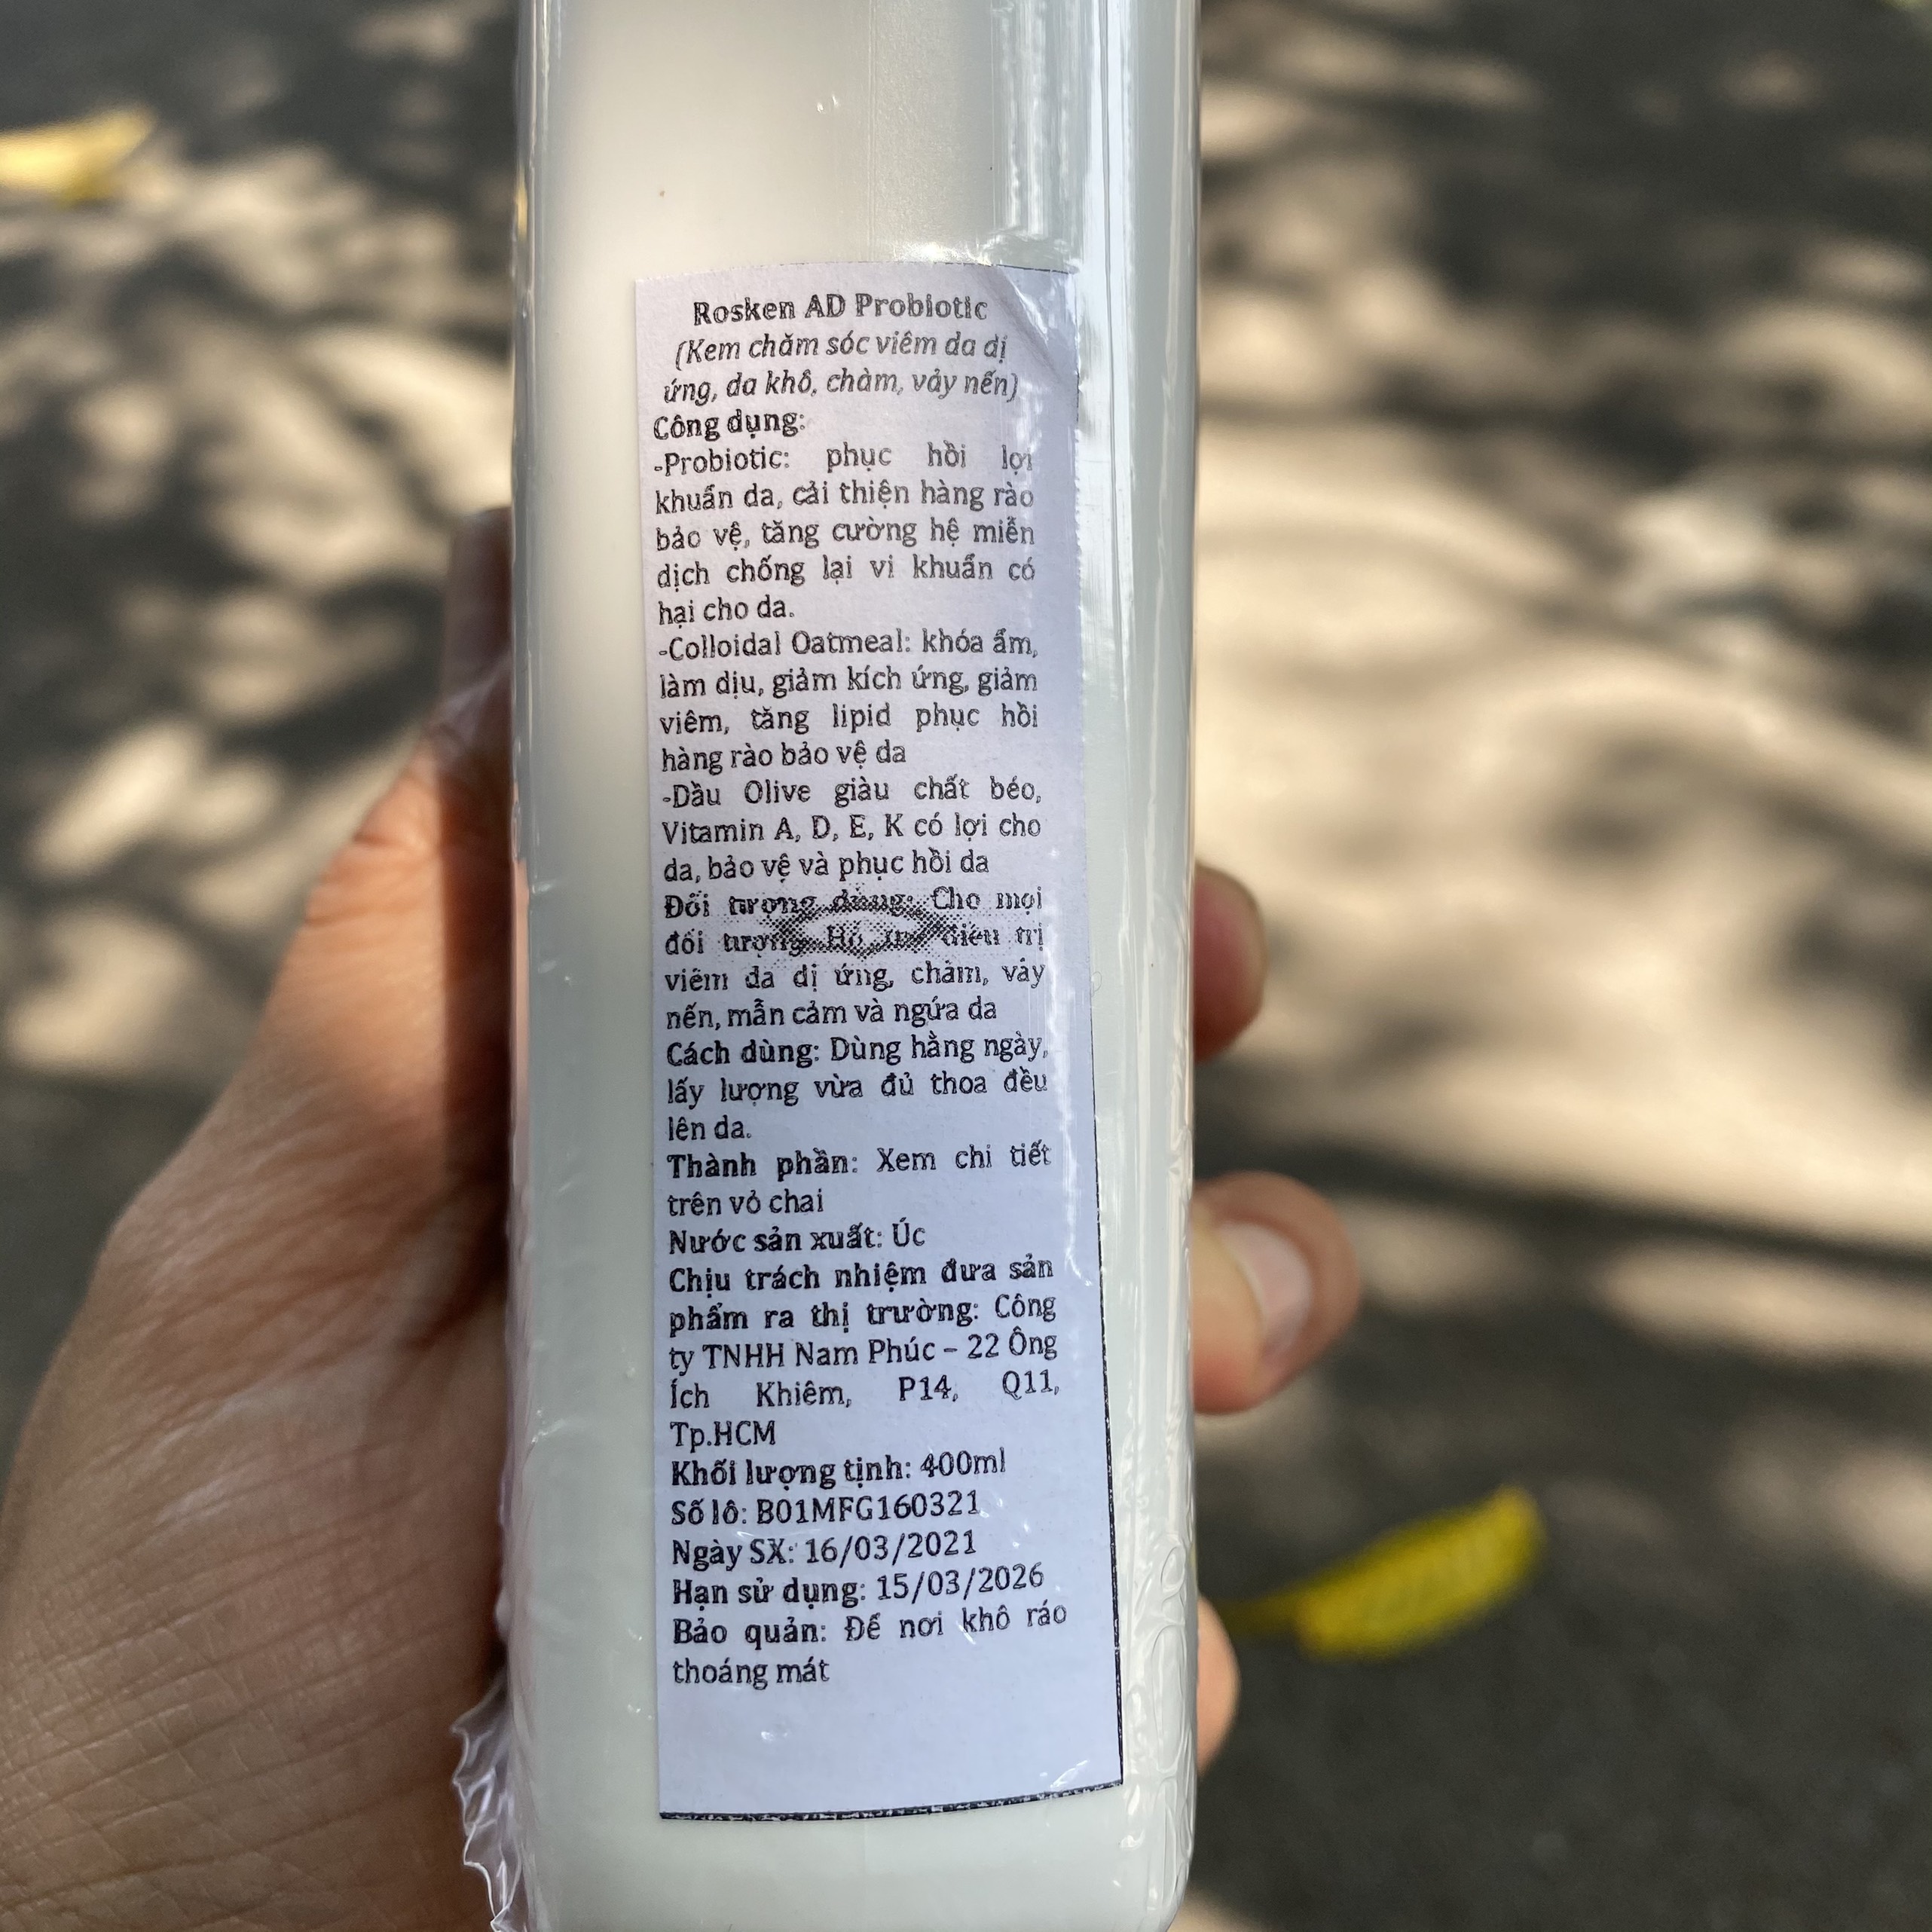 Rosken AD Probiotic
(Kem chăm sóc viêm da dị
ứng, da khô, chàm, vảy nến)
Công dụng:
-Probiotic: phục hồi lợi
khuẩn da, cải thiện hàng rào
bảo vệ, tăng cường hệ miễn
dịch chống lại vi khuẩn có
hại cho da.
-Colloidal Oatmeal: khóa ẩm,
làm dịu, giảm kích ứng, giảm
viêm, tăng lipid phục hồi
hàng rào bảo vệ da
-Dầu Olive giàu chất béo,
Vitamin A, D, E, K có lợi cho
da, bảo vệ và phục hồi da
Đối tượng dùng: Cho mọi
đối tượng. Hỗ trợ điều trị
viêm da dị ứng, chàm, vảy
nến, mẫn cảm và ngứa da
Cách dùng: Dùng hằng ngày,
lấy lượng vừa đủ thoa đều
lên da.
Thành phần: Xem chi tiết
trên vỏ chai
Nước sản xuất: Úc
Chịu trách nhiệm đưa sản
phẩm ra thị trường: Công
ty TNHH Nam Phúc – 22 Ông
Ích Khiêm, P14, Q11,
Tp.HCM
Khối lượng tịnh: 400ml
Số lô: B01MFG160321
Ngày SX: 16/03/2021
Hạn sử dụng: 15/03/2026
Bảo quản: Để nơi khô ráo
thoáng mát